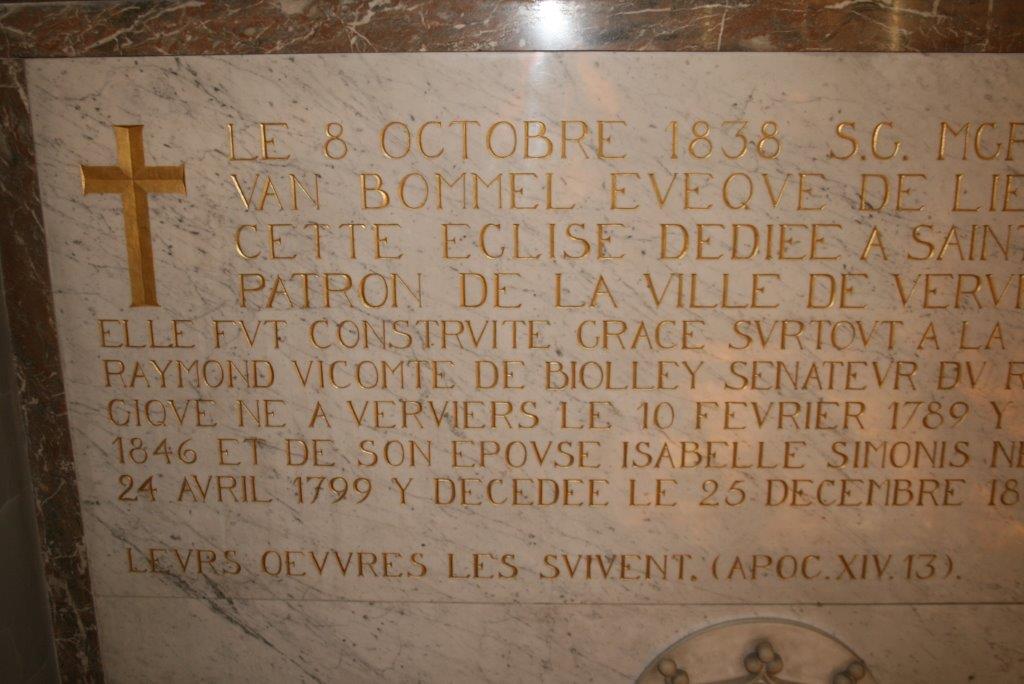 LE 8 OCTOBRE 1838 S.G. MGR
VAN BOMMEL EVEQVE DE LIE
CETTE EGLISE DEDIEE A SAINT
PATRON DE LA VILLE DE VERVI
ELLE FVT CONSTRVITE GRACE SVRTOVT A LA
RAYMOND VICOMTE DE BIOLLEY SENATEVR DV R
GIQVE NE A VERVIERS LE 10 FEVRIER 1789 Y
1846 ET DE SON EPOVSE ISABELLE SIMONIS NE
24 AVRIL 1799 Y DECEDEE LE 25 DECEMBRE 18
LEVRS OEVVRES LES SVIVENT. (APOC. XIV. 13).